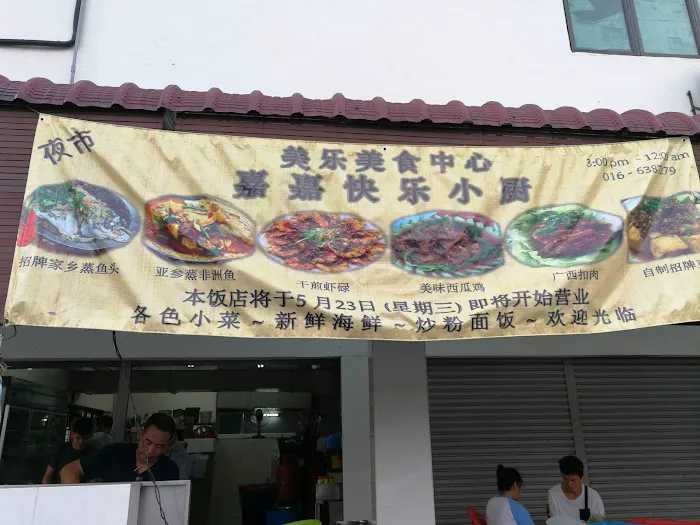 夜市
美乐美食中心
3:00 pm - 12:0 am
嘉嘉快乐小厨
016 - 638279
招牌家乡蒸鱼头
亚参蒸非洲鱼
干煎虾碌
美味西瓜鸡
广西扣肉
自制招牌
本饭店将于5月23日 (星期三) 即将开始营业
各色小菜 ~ 新鲜海鲜 ~ 炒粉面饭 ~ 欢迎光临